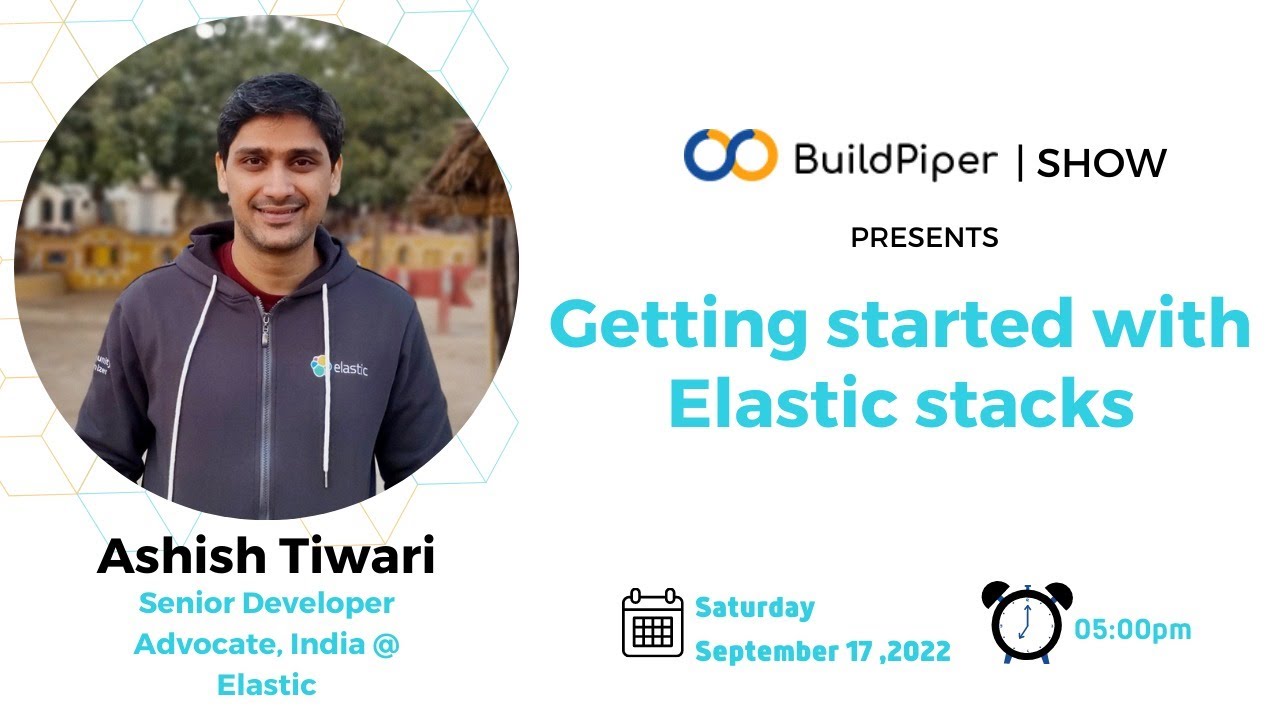 BuildPiper | SHOW
PRESENTS
Getting started with
Elastic stacks
elastic
Ashish Tiwari
Senior Developer
Advocate, India @
Elastic
Saturday
September 17 ,2022
05:00pm